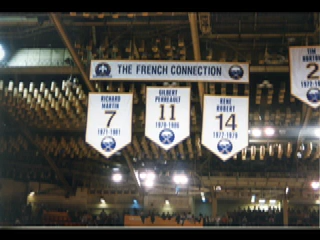 THE FRENCH CONNECTION
RICHARD
MARTIN
7
1971-1981
GILBERT
PERREAULT
11
1970-1986
RENE
ROBERT
14
1971-1979
TIM
HORTON
2